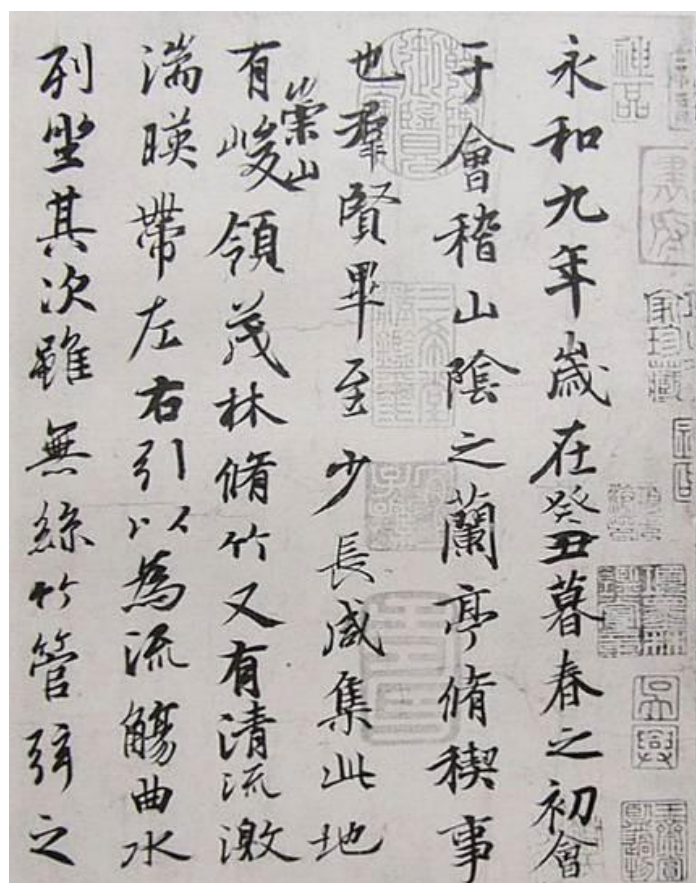 永和九年歲在癸丑暮春之初會
于會稽山陰之蘭亭脩稧事
也羣賢畢至少長咸集此地
有崇山峻領茂林脩竹又有清流激
湍暎帶左右引以為流觴曲水
列坐其次雖無絲竹管弦之
神品